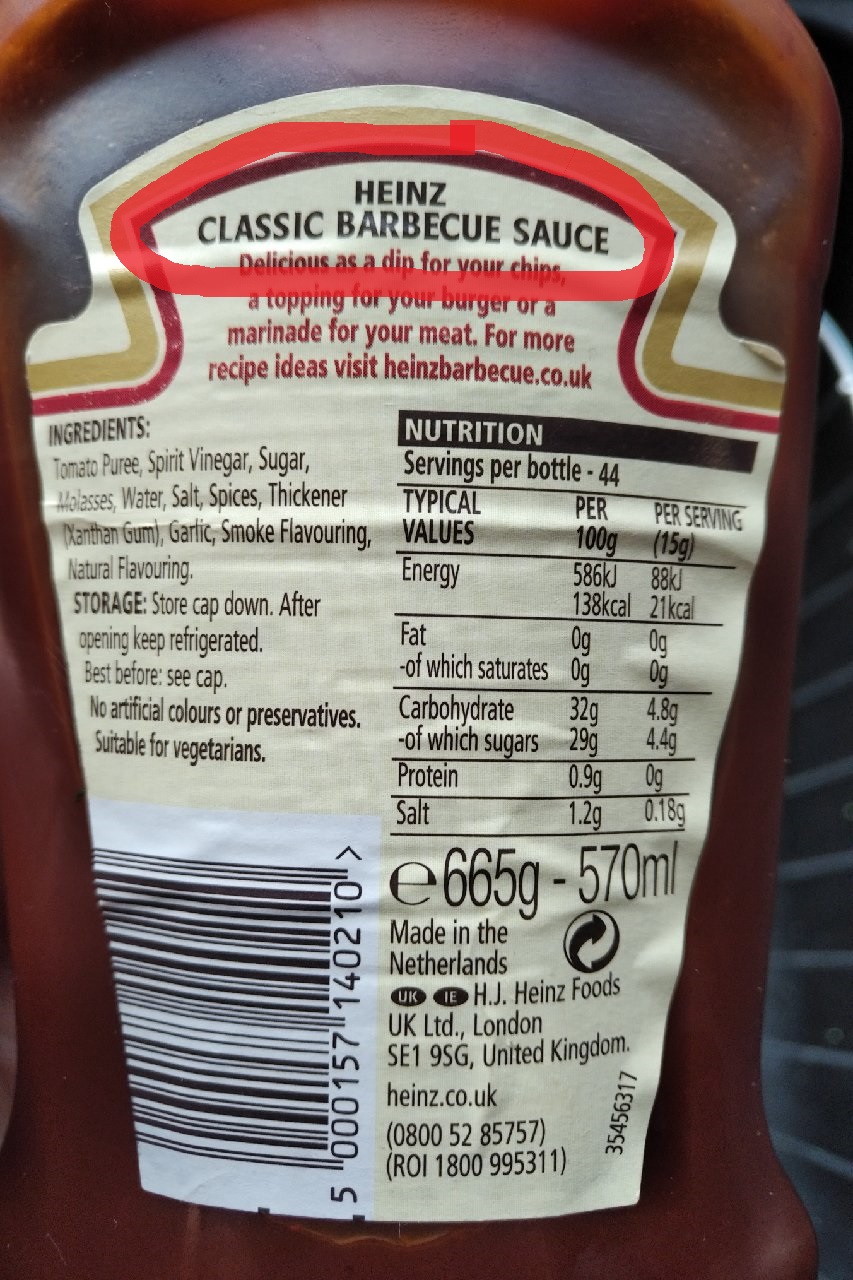 HEINZ
CLASSIC BARBECUE SAUCE
Delicious as a dip for your chips,
a topping for your burger or a
marinade for your meat. For more
recipe ideas visit heinzbarbecue.co.uk
INGREDIENTS:
Tomato Puree, Spirit Vinegar, Sugar,
Molasses, Water, Salt, Spices, Thickener
(Xanthan Gum), Garlic, Smoke Flavouring,
Natural Flavouring.
STORAGE: Store cap down. After
opening keep refrigerated.
Best before: see cap.
No artificial colours or preservatives.
Suitable for vegetarians.
NUTRITION
Servings per bottle - 44
TYPICAL PER PER SERVING
VALUES 100g (15g)
Energy 586kJ 88kJ
138kcal 21kcal
Fat 0g 0g
-of which saturates 0g 0g
Carbohydrate 32g 4.8g
-of which sugars 29g 4.4g
Protein 0.9g 0g
Salt 1.2g 0.18g
e665g - 570ml
Made in the
Netherlands
UK IE H.J. Heinz Foods
UK Ltd., London
SE1 9SG, United Kingdom.
heinz.co.uk
(0800 52 85757)
(ROI 1800 995311)
35456317
5 000157 140210 >